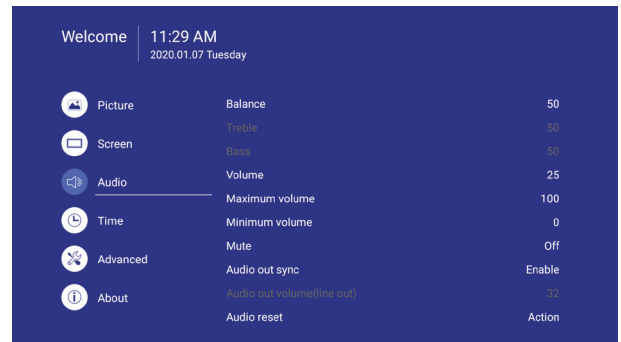 Welcome
11:29 AM
2020.01.07 Tuesday
Picture
Screen
Audio
Time
Advanced
About
Balance 50
Treble 50
Bass 50
Volume 25
Maximum volume 100
Minimum volume 0
Mute Off
Audio out sync Enable
Audio out volume(line out) 32
Audio reset Action